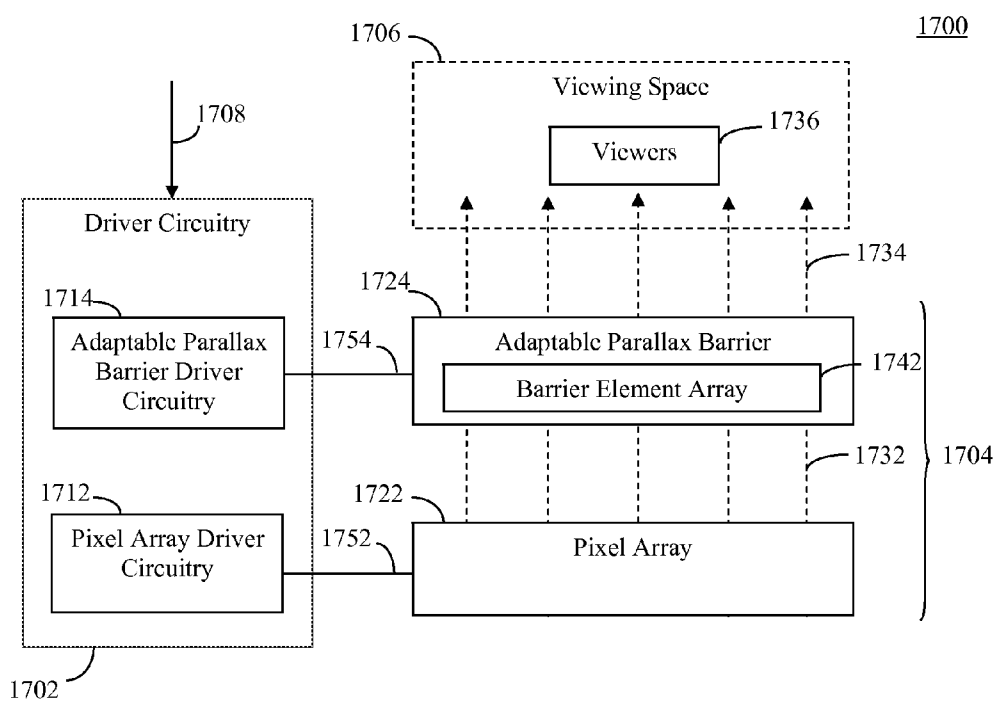 1700
1706
Viewing Space
1708
1736
Viewers
Driver Circuitry
1734
1714
1724
Adaptable Parallax
Barrier Driver
Circuitry
1754
Adaptable Parallax Barrier
1742
Barrier Element Array
1732
1704
1712
1722
Pixel Array Driver
Circuitry
1752
Pixel Array
1702